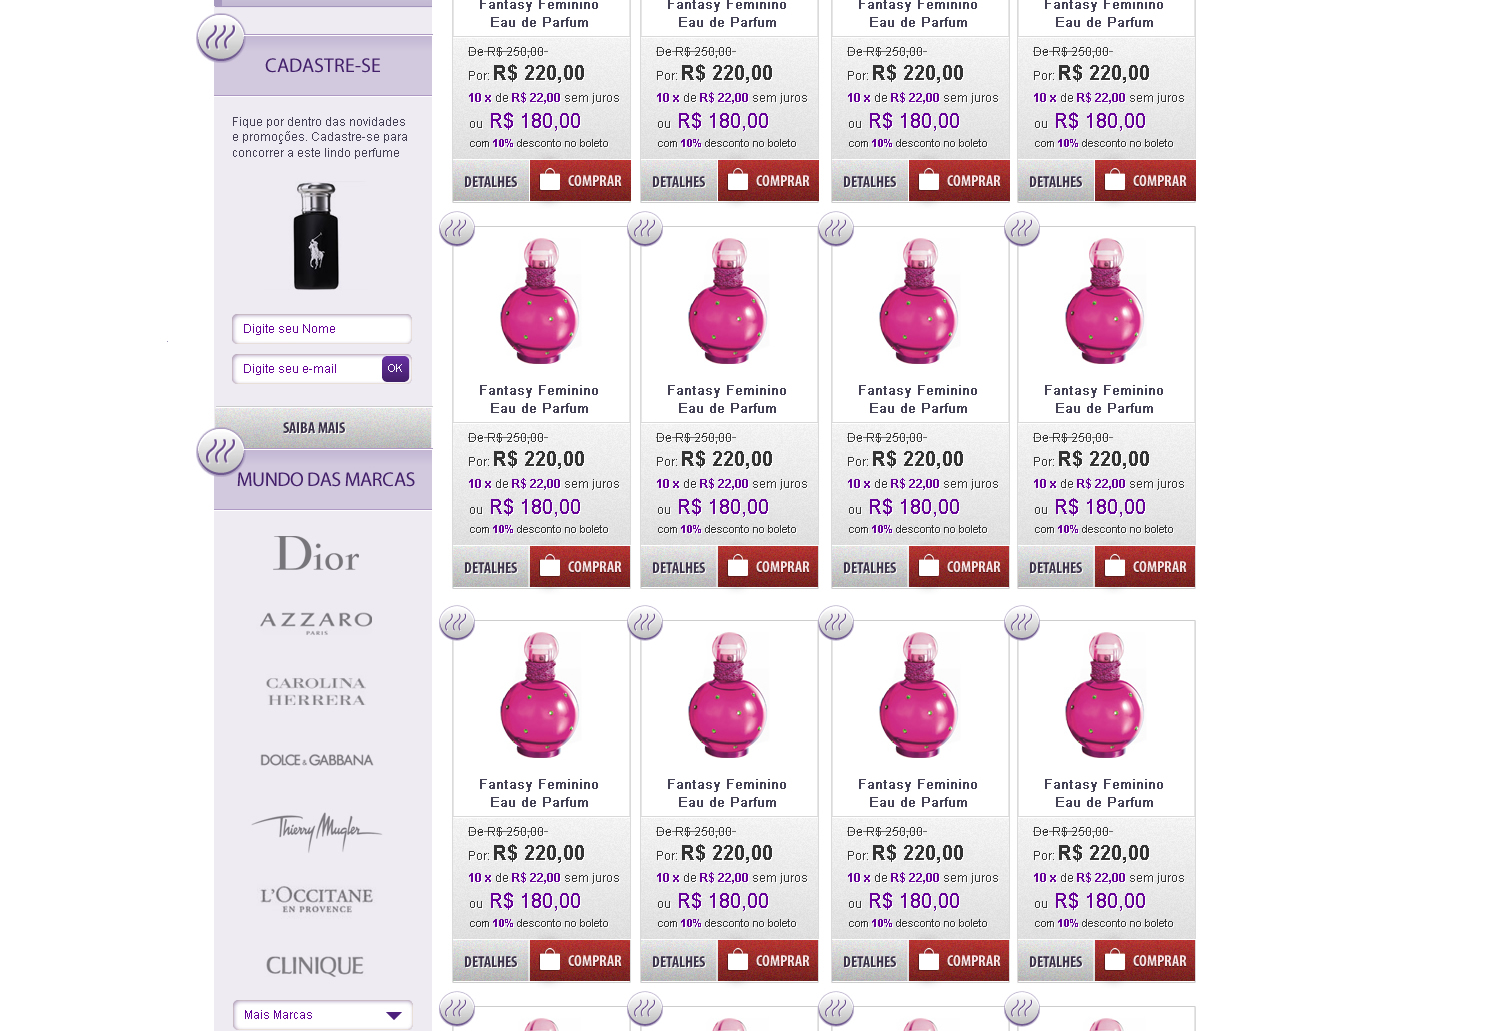 CADASTRE-SE
Fique por dentro das novidades
e promoções. Cadastre-se para
concorrer a este lindo perfume
Digite seu Nome
Digite seu e-mail OK
SAIBA MAIS
MUNDO DAS MARCAS
Dior
AZZARO
PARIS
CAROLINA
HERRERA
DOLCE & GABBANA
Thierry Mugler
L'OCCITANE
EN PROVENCE
CLINIQUE
Mais Marcas
Fantasy Feminino Fantasy Feminino Fantasy Feminino Fantasy Feminino
Eau de Parfum Eau de Parfum Eau de Parfum Eau de Parfum
De R$ 250,00- De R$ 250,00- De R$ 250,00- De R$ 250,00-
Por: R$ 220,00 Por: R$ 220,00 Por: R$ 220,00 Por: R$ 220,00
10 x de R$ 22,00 sem juros 10 x de R$ 22,00 sem juros 10 x de R$ 22,00 sem juros 10 x de R$ 22,00 sem juros
ou R$ 180,00 ou R$ 180,00 ou R$ 180,00 ou R$ 180,00
com 10% desconto no boleto com 10% desconto no boleto com 10% desconto no boleto com 10% desconto no boleto
DETALHES COMPRAR DETALHES COMPRAR DETALHES COMPRAR DETALHES COMPRAR
Fantasy Feminino Fantasy Feminino Fantasy Feminino Fantasy Feminino
Eau de Parfum Eau de Parfum Eau de Parfum Eau de Parfum
De R$ 250,00- De R$ 250,00- De R$ 250,00- De R$ 250,00-
Por: R$ 220,00 Por: R$ 220,00 Por: R$ 220,00 Por: R$ 220,00
10 x de R$ 22,00 sem juros 10 x de R$ 22,00 sem juros 10 x de R$ 22,00 sem juros 10 x de R$ 22,00 sem juros
ou R$ 180,00 ou R$ 180,00 ou R$ 180,00 ou R$ 180,00
com 10% desconto no boleto com 10% desconto no boleto com 10% desconto no boleto com 10% desconto no boleto
DETALHES COMPRAR DETALHES COMPRAR DETALHES COMPRAR DETALHES COMPRAR
Fantasy Feminino Fantasy Feminino Fantasy Feminino Fantasy Feminino
Eau de Parfum Eau de Parfum Eau de Parfum Eau de Parfum
De R$ 250,00- De R$ 250,00- De R$ 250,00- De R$ 250,00-
Por: R$ 220,00 Por: R$ 220,00 Por: R$ 220,00 Por: R$ 220,00
10 x de R$ 22,00 sem juros 10 x de R$ 22,00 sem juros 10 x de R$ 22,00 sem juros 10 x de R$ 22,00 sem juros
ou R$ 180,00 ou R$ 180,00 ou R$ 180,00 ou R$ 180,00
com 10% desconto no boleto com 10% desconto no boleto com 10% desconto no boleto com 10% desconto no boleto
DETALHES COMPRAR DETALHES COMPRAR DETALHES COMPRAR DETALHES COMPRAR